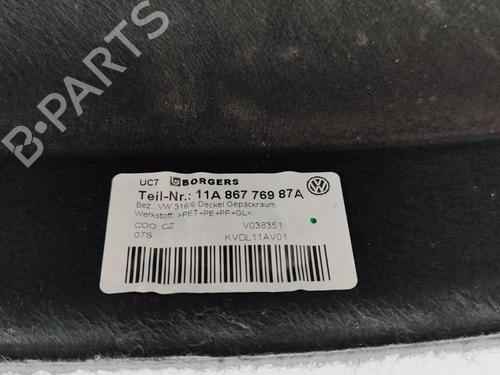 UC7 BORGERS
Teil-Nr.: 11A 867 769 87A
Bez.: VW 316/6 Deckel Gepäckraum
Werkstoff: >PET+PE+PP+GL<
COO: CZ V038351
07S KVDL11AV01
B-PARTS